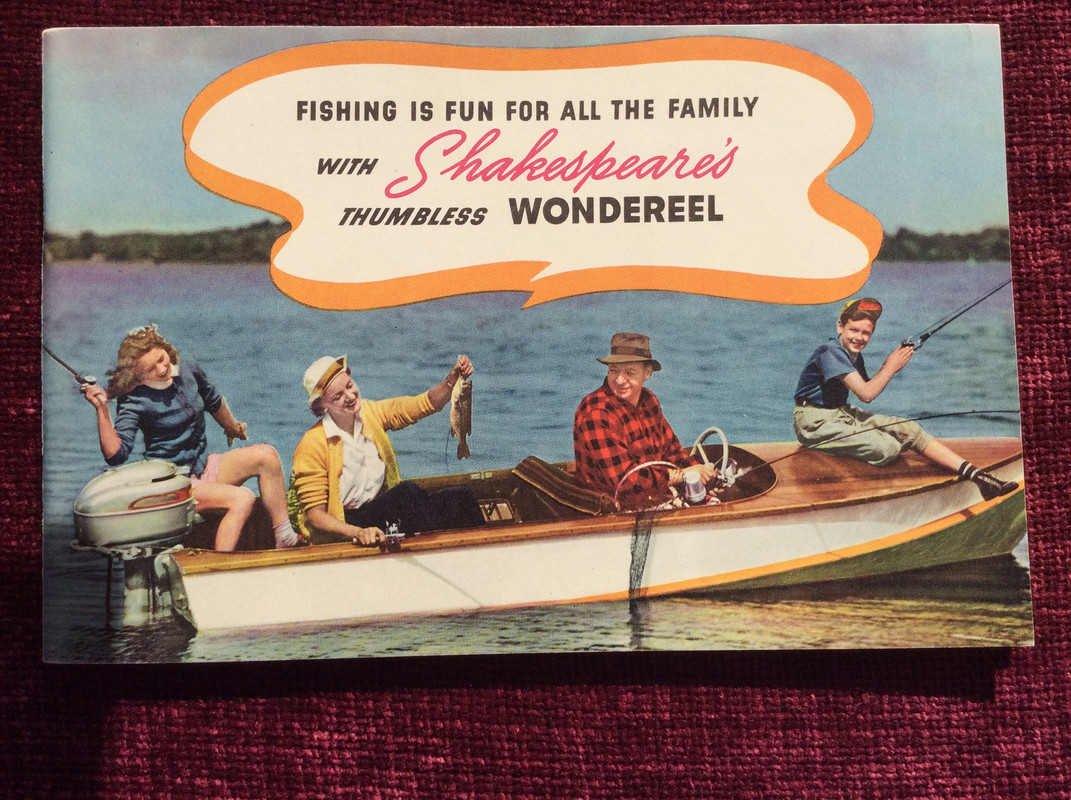 FISHING IS FUN FOR ALL THE FAMILY
WITH Shakespeare's
THUMBLESS WONDEREEL